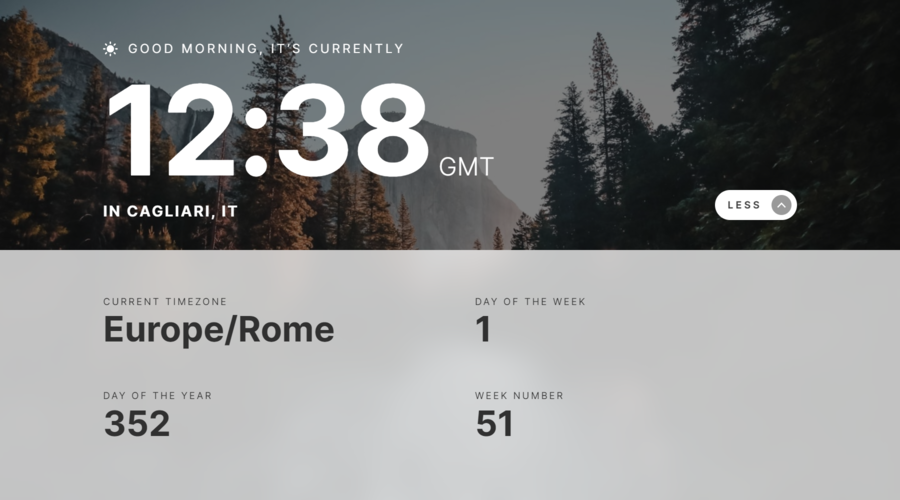 GOOD MORNING, IT'S CURRENTLY
12:38 GMT
IN CAGLIARI, IT
LESS
CURRENT TIMEZONE
Europe/Rome
DAY OF THE WEEK
1
DAY OF THE YEAR
352
WEEK NUMBER
51